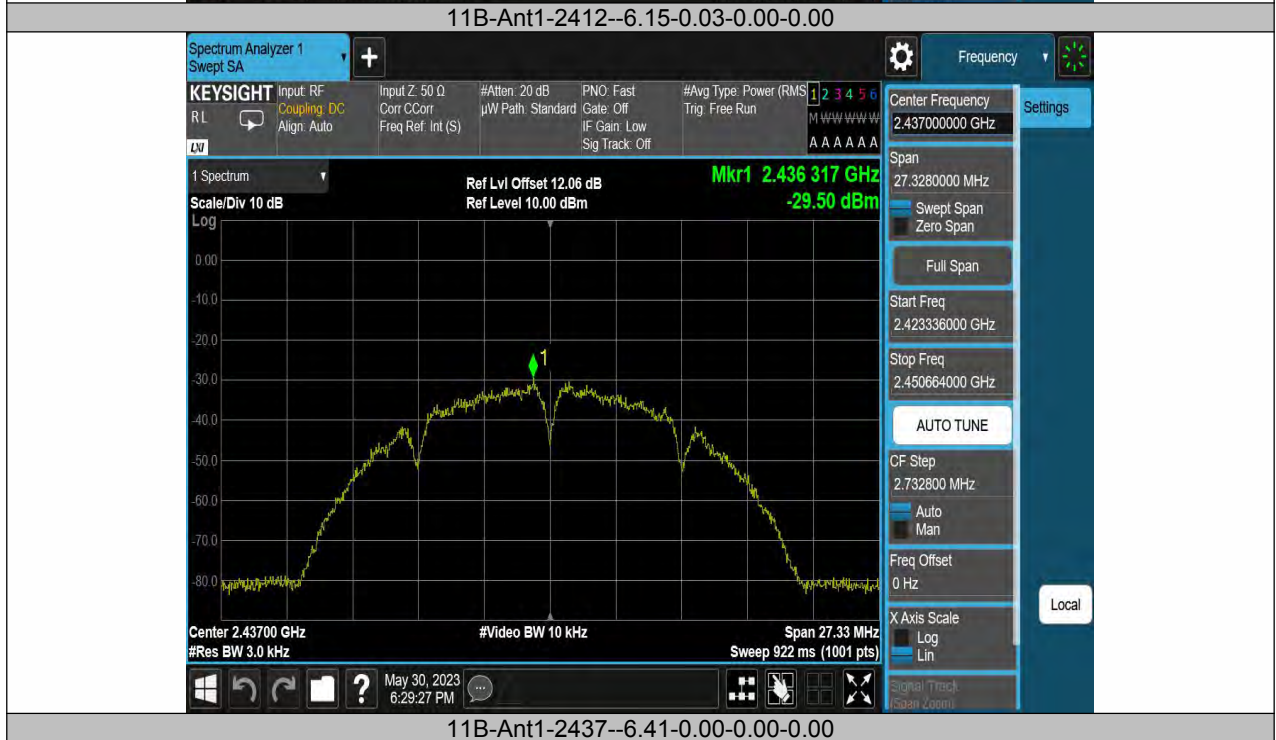 11B-Ant1-2412--6.15-0.03-0.00-0.00
Spectrum Analyzer 1
Swept SA
+
Frequency
KEYSIGHT
RL
LXI
Input: RF
Coupling: DC
Align: Auto
Input Z: 50 Ω
Corr CCorr
Freq Ref: Int (S)
#Atten: 20 dB
µW Path: Standard
PNO: Fast
Gate: Off
IF Gain: Low
Sig Track: Off
#Avg Type: Power (RMS
Trig: Free Run
1 2 3 4 5 6
M W W W W W
A A A A A A
1 Spectrum
Scale/Div 10 dB
Log
Ref Lvl Offset 12.06 dB
Ref Level 10.00 dBm
Mkr1 2.436 317 GHz
-29.50 dBm
0.00
-10.0
-20.0
-30.0
-40.0
-50.0
-60.0
-70.0
-80.0
1
Center 2.43700 GHz
#Res BW 3.0 kHz
#Video BW 10 kHz
Span 27.33 MHz
Sweep 922 ms (1001 pts)
Center Frequency
2.437000000 GHz
Settings
Span
27.3280000 MHz
Swept Span
Zero Span
Full Span
Start Freq
2.423336000 GHz
Stop Freq
2.450664000 GHz
AUTO TUNE
CF Step
2.732800 MHz
Auto
Man
Freq Offset
0 Hz
X Axis Scale
Log
Lin
Signal Track
(Span Zoom)
Local
?
May 30, 2023
6:29:27 PM
11B-Ant1-2437--6.41-0.00-0.00-0.00